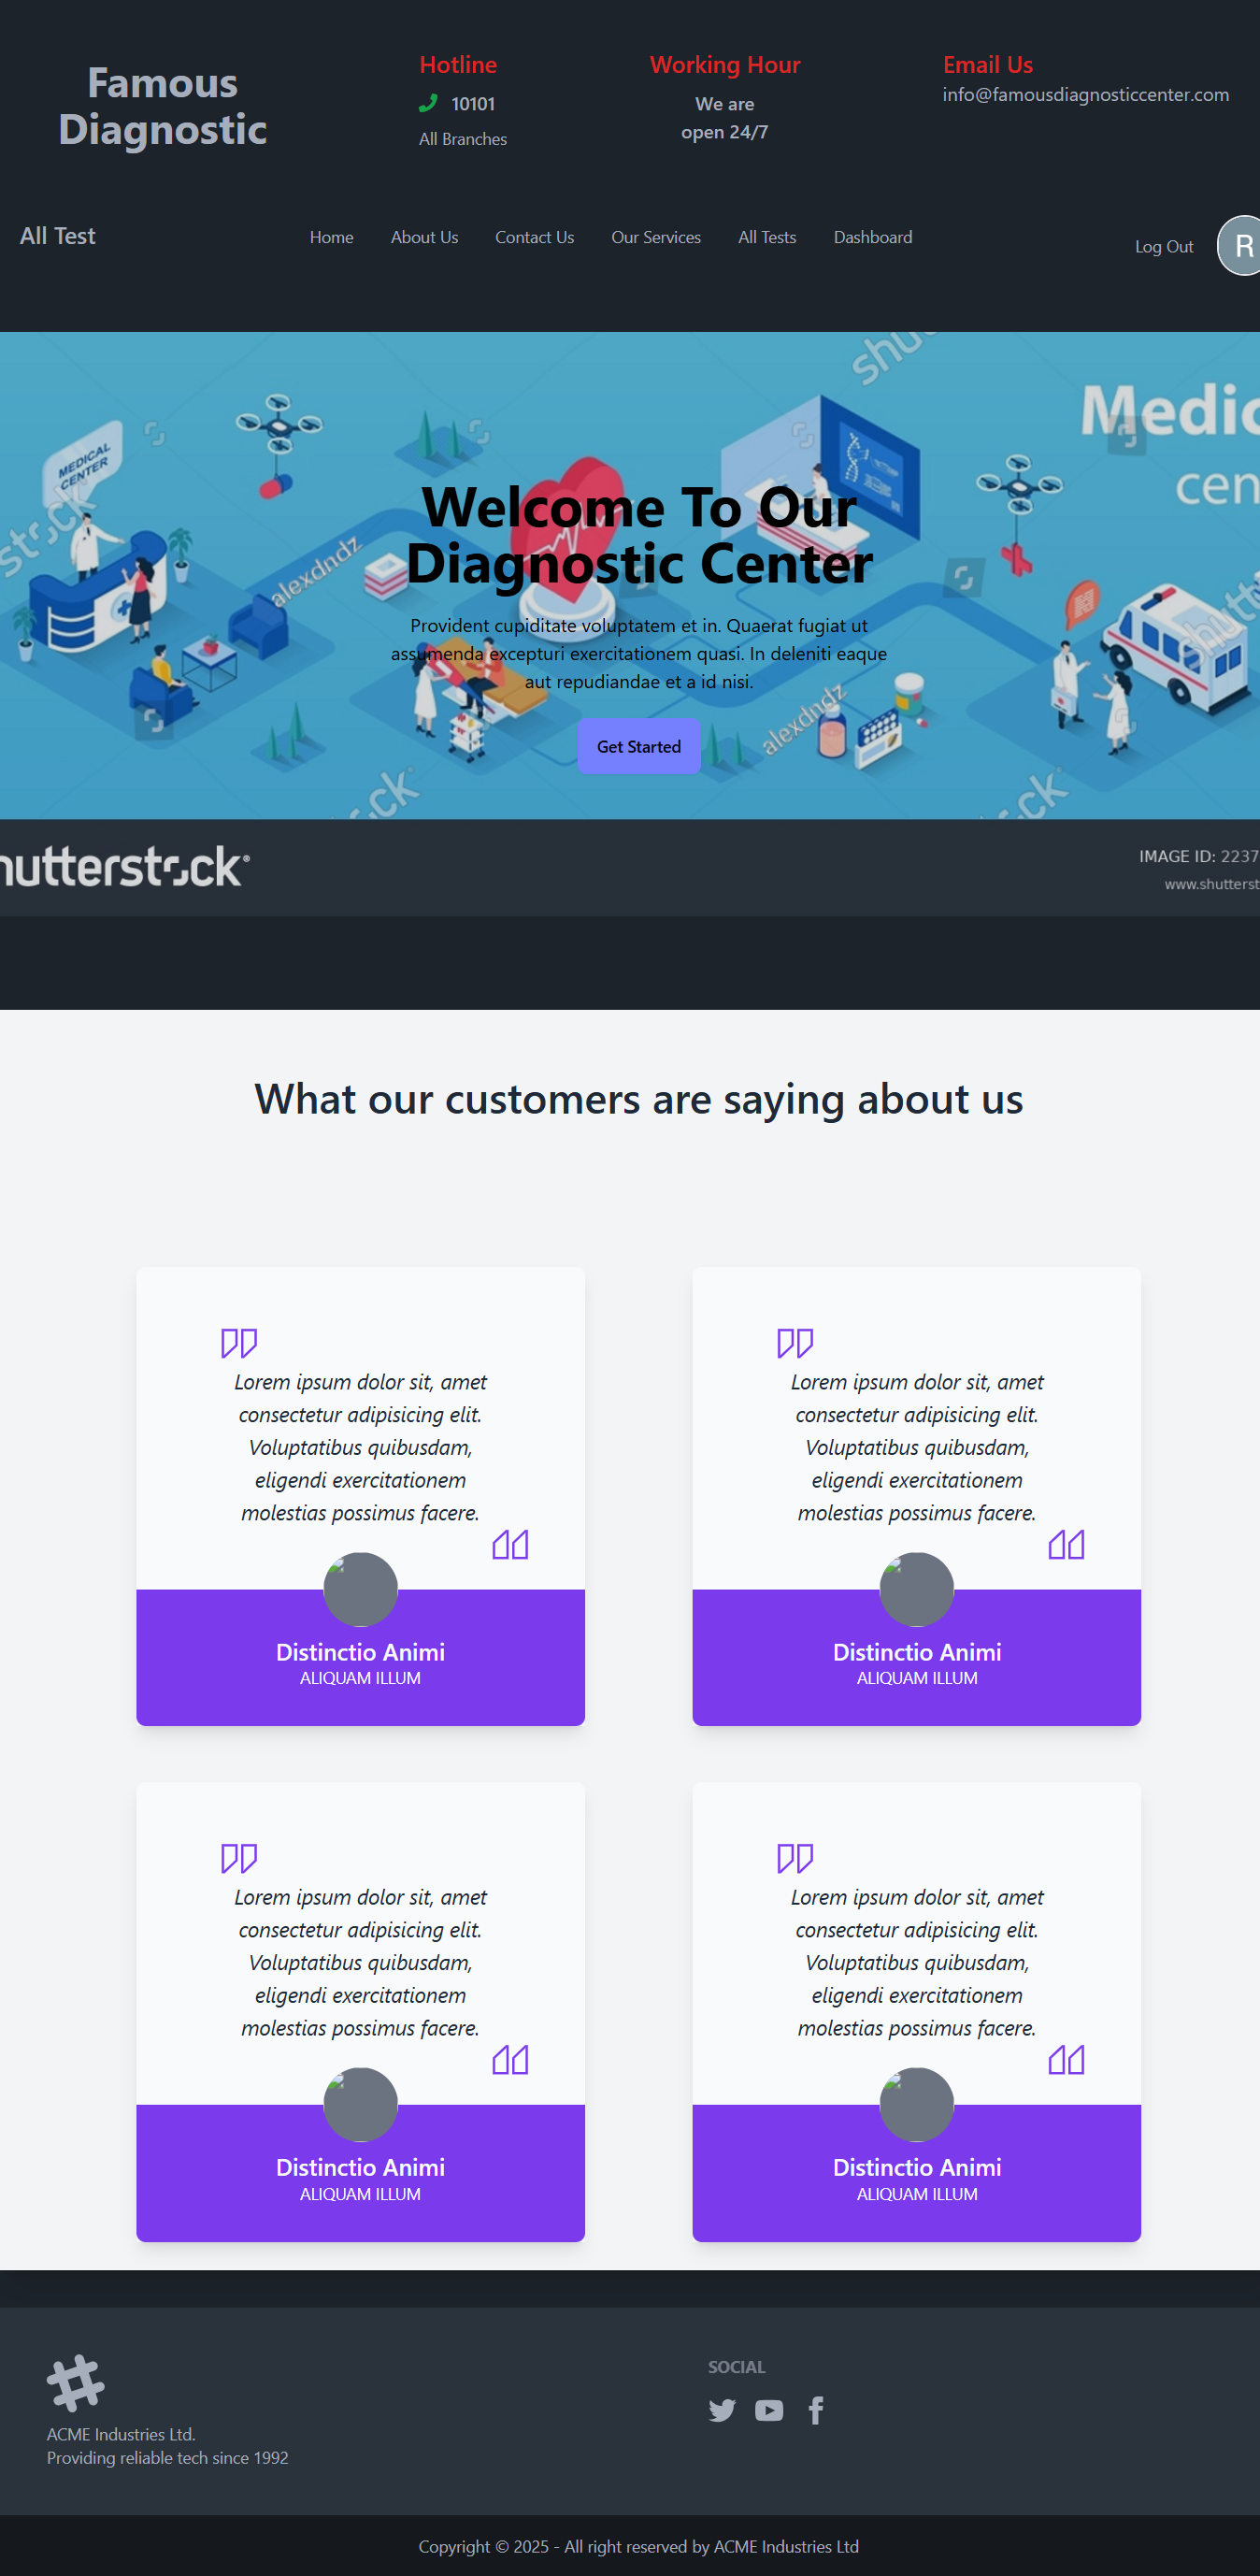 Famous
Diagnostic
Hotline
10101
All Branches
Working Hour
We are
open 24/7
Email Us
info@famousdiagnosticcenter.com
All Test
Home
About Us
Contact Us
Our Services
All Tests
Dashboard
Log Out
R
MEDICAL
CENTER
alexdndz
Medic
cen
Welcome To Our
Diagnostic Center
Provident cupiditate voluptatem et in. Quaerat fugiat ut
assumenda excepturi exercitationem quasi. In deleniti eaque
aut repudiandae et a id nisi.
alexdndz
Get Started
hutterstock®
IMAGE ID: 2237
www.shutterst
What our customers are saying about us
Lorem ipsum dolor sit, amet
consectetur adipisicing elit.
Voluptatibus quibusdam,
eligendi exercitationem
molestias possimus facere.
Distinctio Animi
ALIQUAM ILLUM
Lorem ipsum dolor sit, amet
consectetur adipisicing elit.
Voluptatibus quibusdam,
eligendi exercitationem
molestias possimus facere.
Distinctio Animi
ALIQUAM ILLUM
Lorem ipsum dolor sit, amet
consectetur adipisicing elit.
Voluptatibus quibusdam,
eligendi exercitationem
molestias possimus facere.
Distinctio Animi
ALIQUAM ILLUM
Lorem ipsum dolor sit, amet
consectetur adipisicing elit.
Voluptatibus quibusdam,
eligendi exercitationem
molestias possimus facere.
Distinctio Animi
ALIQUAM ILLUM
ACME Industries Ltd.
Providing reliable tech since 1992
SOCIAL
Copyright © 2025 - All right reserved by ACME Industries Ltd